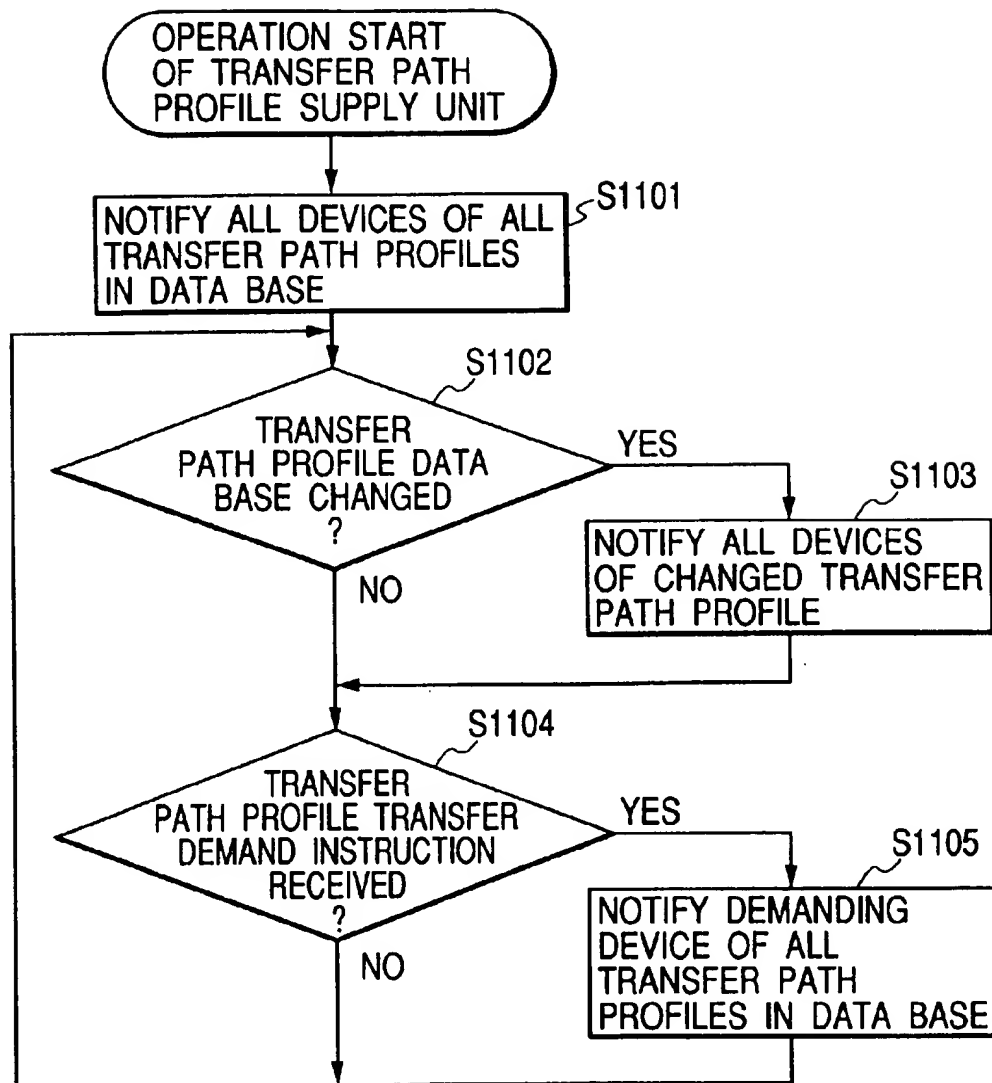 OPERATION START
OF TRANSFER PATH
PROFILE SUPPLY UNIT
S1101
NOTIFY ALL DEVICES OF ALL
TRANSFER PATH PROFILES
IN DATA BASE
S1102
TRANSFER
PATH PROFILE DATA
BASE CHANGED
?
YES
NO
S1103
NOTIFY ALL DEVICES
OF CHANGED TRANSFER
PATH PROFILE
S1104
TRANSFER
PATH PROFILE TRANSFER
DEMAND INSTRUCTION
RECEIVED
?
YES
NO
S1105
NOTIFY DEMANDING
DEVICE OF ALL
TRANSFER PATH
PROFILES IN DATA BASE